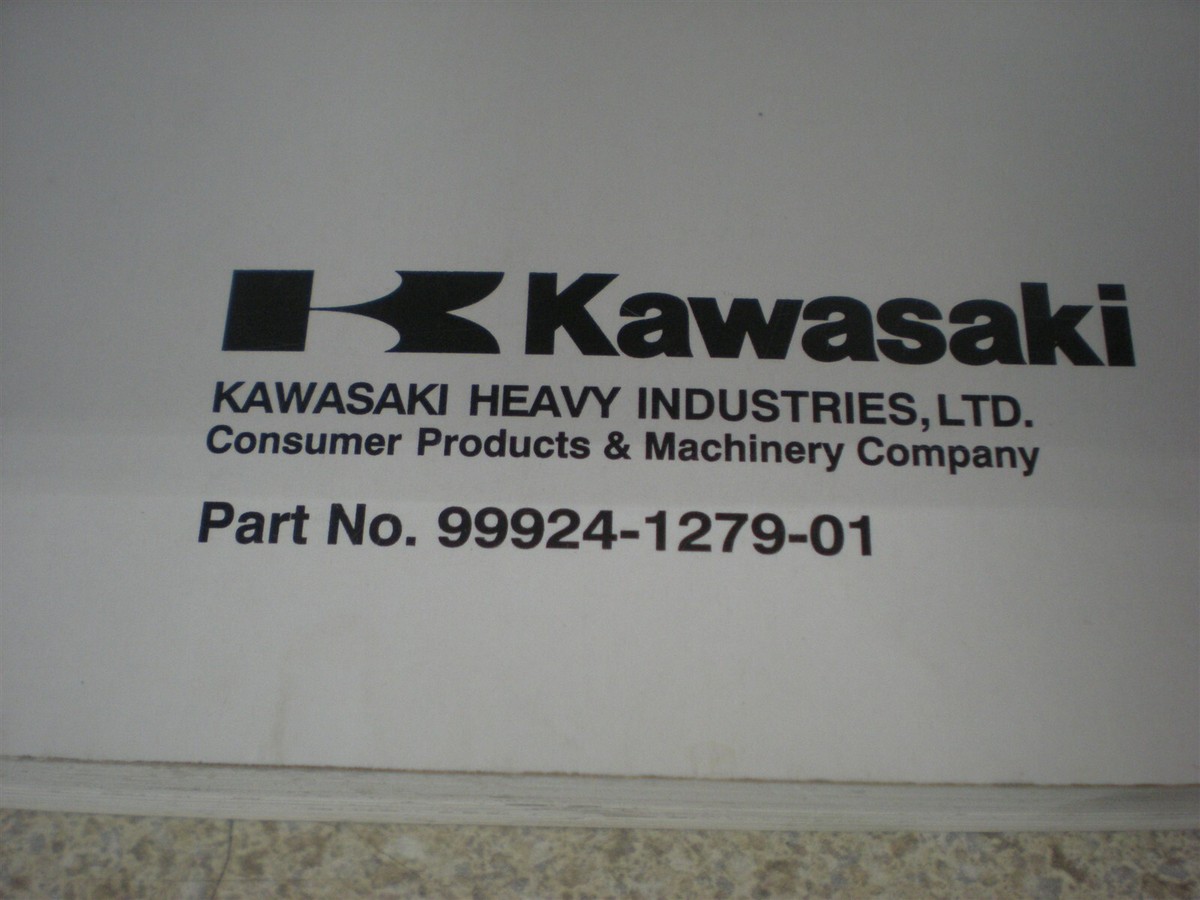 Kawasaki
KAWASAKI HEAVY INDUSTRIES, LTD.
Consumer Products & Machinery Company
Part No. 99924-1279-01